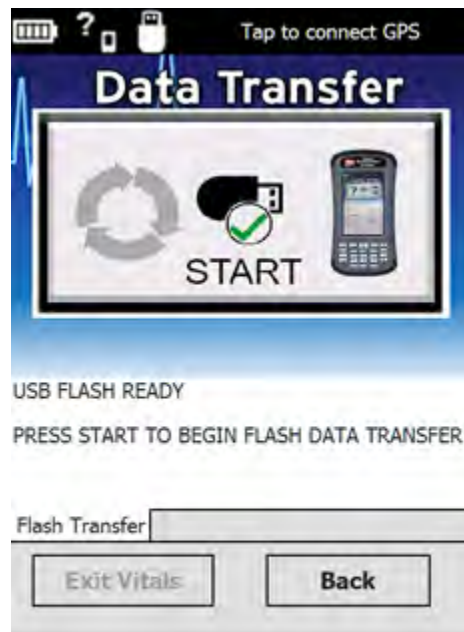 Tap to connect GPS
Data Transfer
START
USB FLASH READY
PRESS START TO BEGIN FLASH DATA TRANSFER
Flash Transfer
Exit Vitals
Back